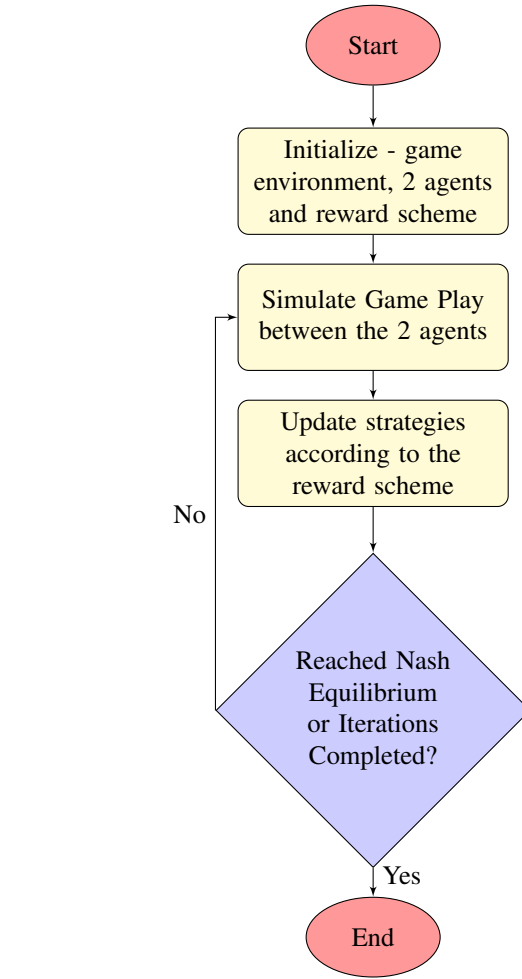 Start
Initialize - game
environment, 2 agents
and reward scheme
Simulate Game Play
between the 2 agents
Update strategies
according to the
reward scheme
No
Reached Nash
Equilibrium
or Iterations
Completed?
Yes
End